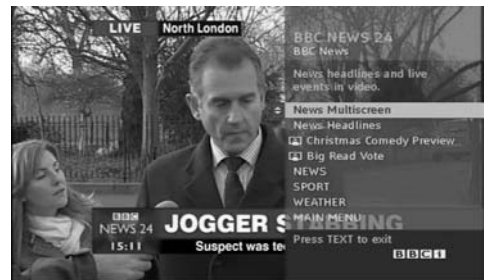 LIVE North London
BBC NEWS 24
BBC News
News headlines and live
events in video.
News Multiscreen
News Headlines
Christmas Comedy Preview
Big Read Vote
NEWS
SPORT
WEATHER
MAIN MENU
Press TEXT to exit
BBCi
BBC
NEWS 24
15:11
JOGGER STABBING
Suspect was